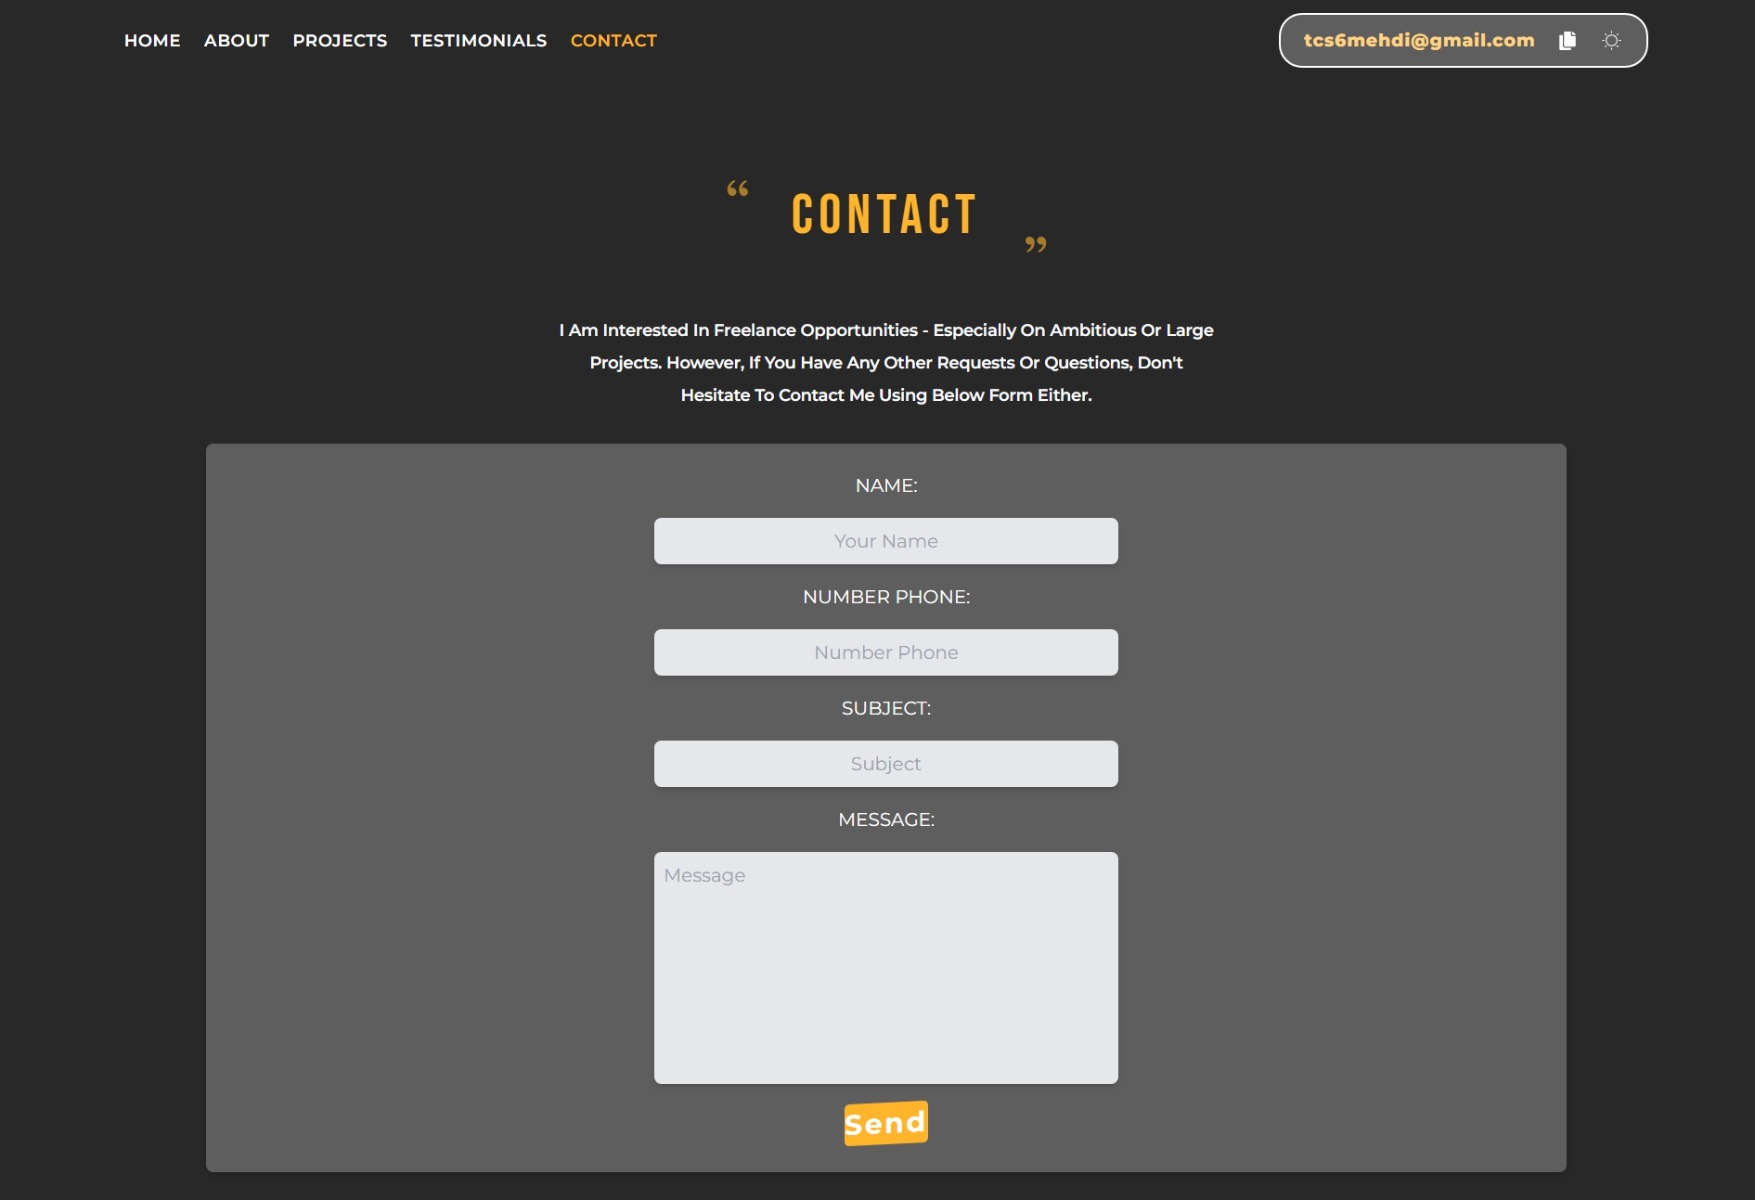 HOME ABOUT PROJECTS TESTIMONIALS CONTACT
tcs6mehdi@gmail.com
“ CONTACT ”
I Am Interested In Freelance Opportunities - Especially On Ambitious Or Large
Projects. However, If You Have Any Other Requests Or Questions, Don't
Hesitate To Contact Me Using Below Form Either.
NAME:
Your Name
NUMBER PHONE:
Number Phone
SUBJECT:
Subject
MESSAGE:
Message
Send